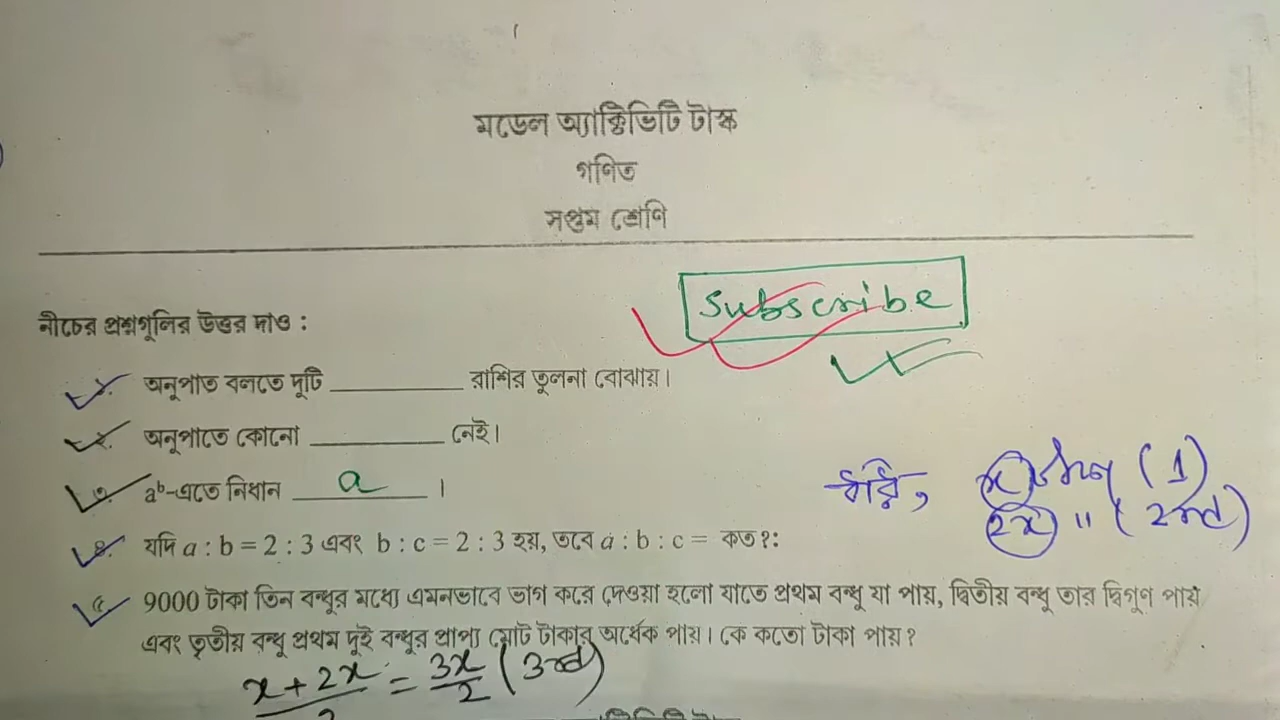 মডেল অ্যাক্টিভিটি টাস্ক
গণিত
সপ্তম শ্রেণি
Subscribe
নীচের প্রশ্নগুলির উত্তর দাও :
১. অনুপাত বলতে দুটি __________ রাশির তুলনা বোঝায়।
২. অনুপাতে কোনো __________ নেই।
৩. aᵇ-এতে নিধান a ।
ধরি, x (1)
2x " (2nd)
৪. যদি a : b = 2 : 3 এবং b : c = 2 : 3 হয়, তবে a : b : c = কত?:
৫. 9000 টাকা তিন বন্ধুর মধ্যে এমনভাবে ভাগ করে দেওয়া হলো যাতে প্রথম বন্ধু যা পায়, দ্বিতীয় বন্ধু তার দ্বিগুণ পায়
এবং তৃতীয় বন্ধু প্রথম দুই বন্ধুর প্রাপ্য মোট টাকার অর্ধেক পায়। কে কতো টাকা পায়?
x + 2x / 2 = 3x / 2 (3rd)